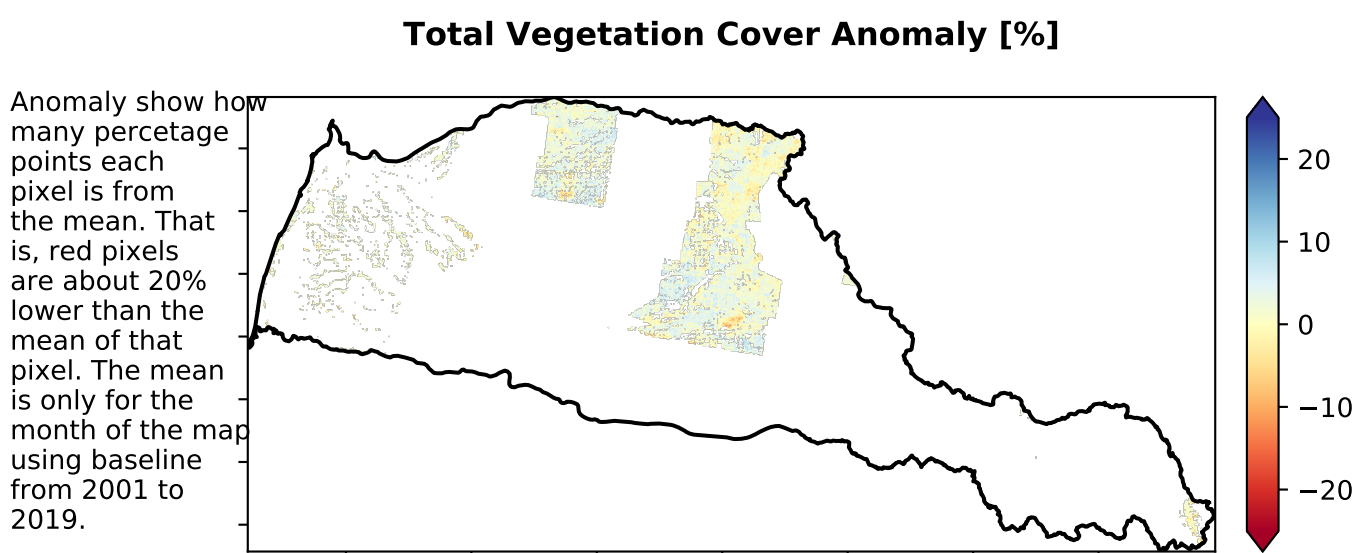 Total Vegetation Cover Anomaly [%]
Anomaly show how
many percetage
points each
pixel is from
the mean. That
is, red pixels
are about 20%
lower than the
mean of that
pixel. The mean
is only for the
month of the map
using baseline
from 2001 to
2019.
20
10
0
−10
−20